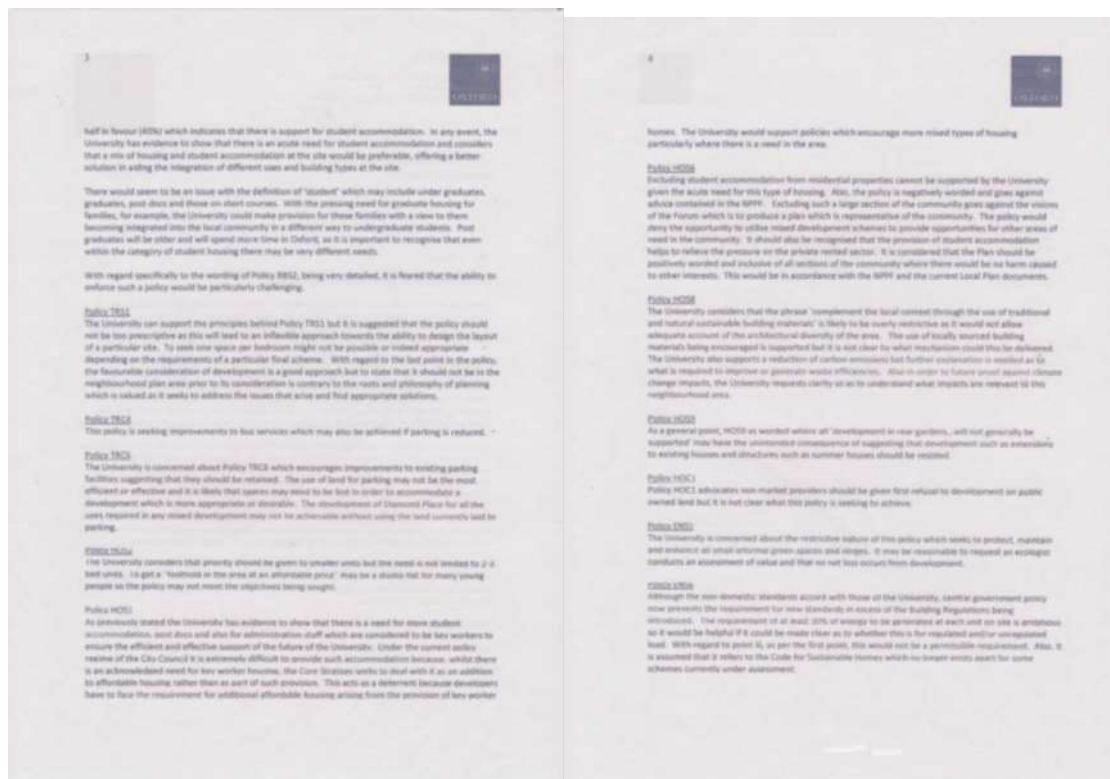 3
OXFORD
half in favour (45%) which indicates that there is support for student accommodation. In any event, the
University has evidence to show that there is an acute need for student accommodation and considers
that a mix of housing and student accommodation at the site would be preferable, offering a better
solution in aiding the integration of different uses and building types at the site.
There would seem to be an issue with the definition of 'student' which may include under graduates,
graduates, post docs and those on short courses. With the pressing need for graduate housing for
families, for example, the University could make provision for these families with a view to them
becoming integrated into the local community in a different way to undergraduate students. Post
graduates will be older and will spend more time in Oxford, so it is important to recognise that even
within the category of student housing there may be very different needs.
With regard specifically to the wording of Policy being very detailed, it is feared that the ability to
enforce such a policy would be particularly challenging.
Policy TRS1
The University can support the principles behind Policy TRS1 but it is suggested that the policy should
not be too prescriptive as this will lead to an inflexible approach towards the ability to design the layout
of a particular site. To seek one space per bedroom might not be possible or indeed appropriate
depending on the requirements of a particular final scheme. With regard to the last point in the policy,
the favourable consideration of development is a good approach but to state that it should not be in the
neighbourhood plan area prior to its consideration is contrary to the roots and philosophy of planning
which is valued as it seeks to address the issues that arise and find appropriate solutions.
Policy
This policy is seeking improvements to bus services which may also be achieved if parking is reduced.
Policy
The University is concerned about Policy which encourages improvements to existing parking
facilities suggesting that they should be retained. The use of land for parking may not be the most
efficient or effective and it is likely that spaces may need to be lost in order to accommodate a
development which is more appropriate or desirable. The development of Diamond Place for all the
uses required in any mixed development may not be achievable without using the land currently laid to
parking.
Policy
The University considers that priority should be given to smaller units but the need is not limited to 2-3
bed units. To get a 'foothold in the area at an affordable price' may be a studio flat for many young
people so the policy may not meet the objectives being sought.
Policy
As previously stated the University has evidence to show that there is a need for more student
accommodation, post docs and also for administration staff which are considered to be key workers to
ensure the efficient and effective support of the future of the University. Under the current policy
regime of the City Council it is extremely difficult to provide such accommodation because, whilst there
is an acknowledged need for key worker housing, the Core Strategy seeks to deal with it as an addition
to affordable housing rather than as part of such provision. This acts as a deterrent because developers
have to face the requirement for additional affordable housing arising from the provision of key worker
4
OXFORD
homes. The University would support policies which encourage more mixed types of housing
particularly where there is a need in the area.
Policy HOS6
Excluding student accommodation from residential properties cannot be supported by the University
given the acute need for this type of housing. Also, the policy is negatively worded and goes against
advice contained in the NPPF. Excluding such a large section of the community goes against the visions
of the Forum which is to produce a plan which is representative of the community. The policy would
deny the opportunity to utilise mixed development schemes to provide opportunities for other areas of
need in the community. It should also be recognised that the provision of student accommodation
helps to relieve the pressure on the private rented sector. It is considered that the Plan should be
positively worded and inclusive of all sections of the community where there would be no harm caused
to other interests. This would be in accordance with the NPPF and the current Local Plan documents.
Policy HOS8
The University considers that the phrase 'complement the local context through the use of traditional
and natural sustainable building materials' is likely to be overly restrictive as it would not allow
adequate account of the architectural diversity of the area. The use of locally sourced building
materials being encouraged is supported but it is not clear by what mechanism could this be delivered.
The University also supports a reduction of carbon emissions but further explanation is needed as to
what is required to improve or generate waste efficiencies. Also in order to future proof against climate
change impacts, the University requests clarity so as to understand what impacts are relevant to this
neighbourhood area.
Policy HOS9
As a general point, HOS9 as worded where all 'development in rear gardens.. will not generally be
supported' may have the unintended consequence of suggesting that development such as extensions
to existing houses and structures such as summer houses should be resisted.
Policy HOC1
Policy HOC1 advocates non-market providers should be given first refusal to development on public
owned land but it is not clear what this policy is seeking to achieve.
Policy ENS1
The University is concerned about the restrictive nature of this policy which seeks to protect, maintain
and enhance all small informal green spaces and verges. It may be reasonable to request an ecologist
conducts an assessment of value and that no net loss occurs from development.
Policy
Although the non-domestic standards accord with those of the University, central government policy
now prevents the requirement for new standards in excess of the Building Regulations being
introduced. The requirement of at least of energy to be generated at each unit on site is ambitious
so it would be helpful if it could be made clear as to whether this is for regulated and/or unregulated
load. With regard to point as per the first point, this would not be a permissible requirement. Also, it
is assumed that it refers to the Code for Sustainable Homes which no longer exists apart for some
schemes currently under assessment.